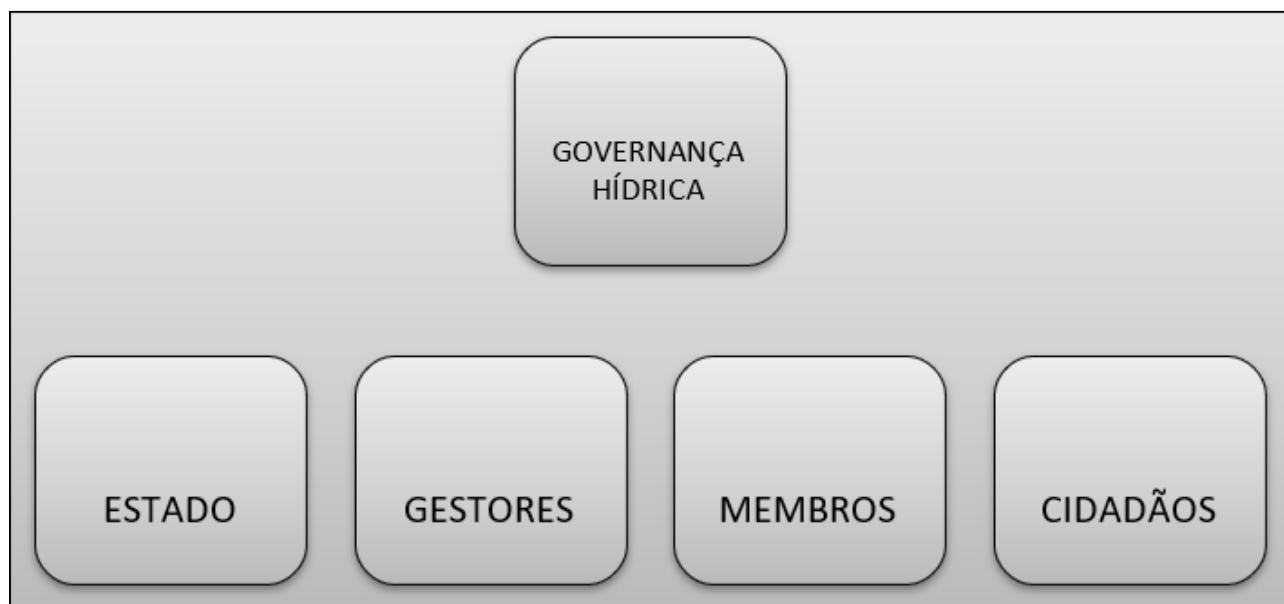 GOVERNANÇA
HÍDRICA
ESTADO
GESTORES
MEMBROS
CIDADÃOS